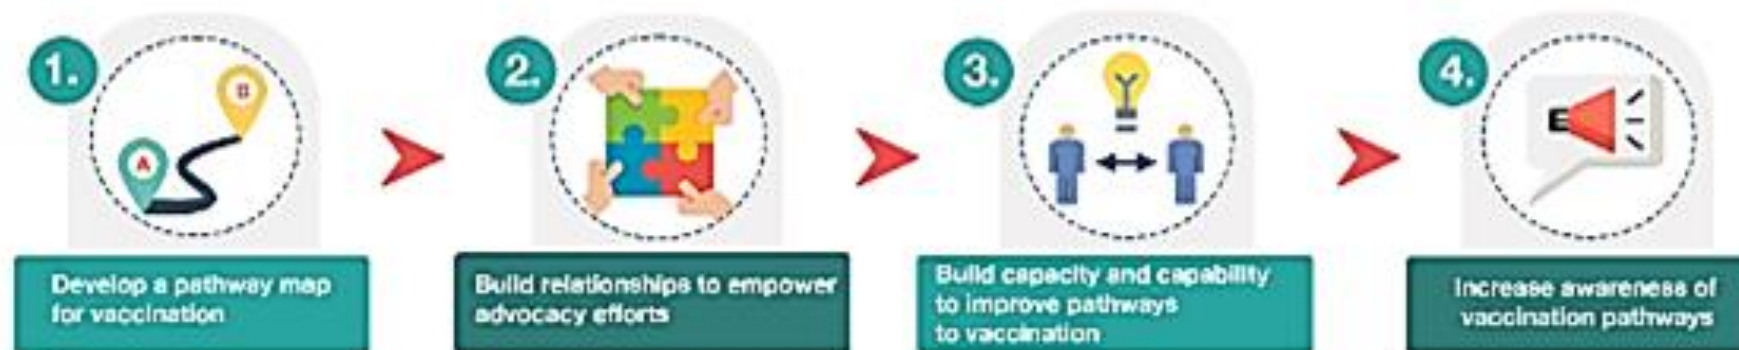 1.
A
B
Develop a pathway map
for vaccination
2.
Build relationships to empower
advocacy efforts
3.
Build capacity and capability
to improve pathways
to vaccination
4.
Increase awareness of
vaccination pathways